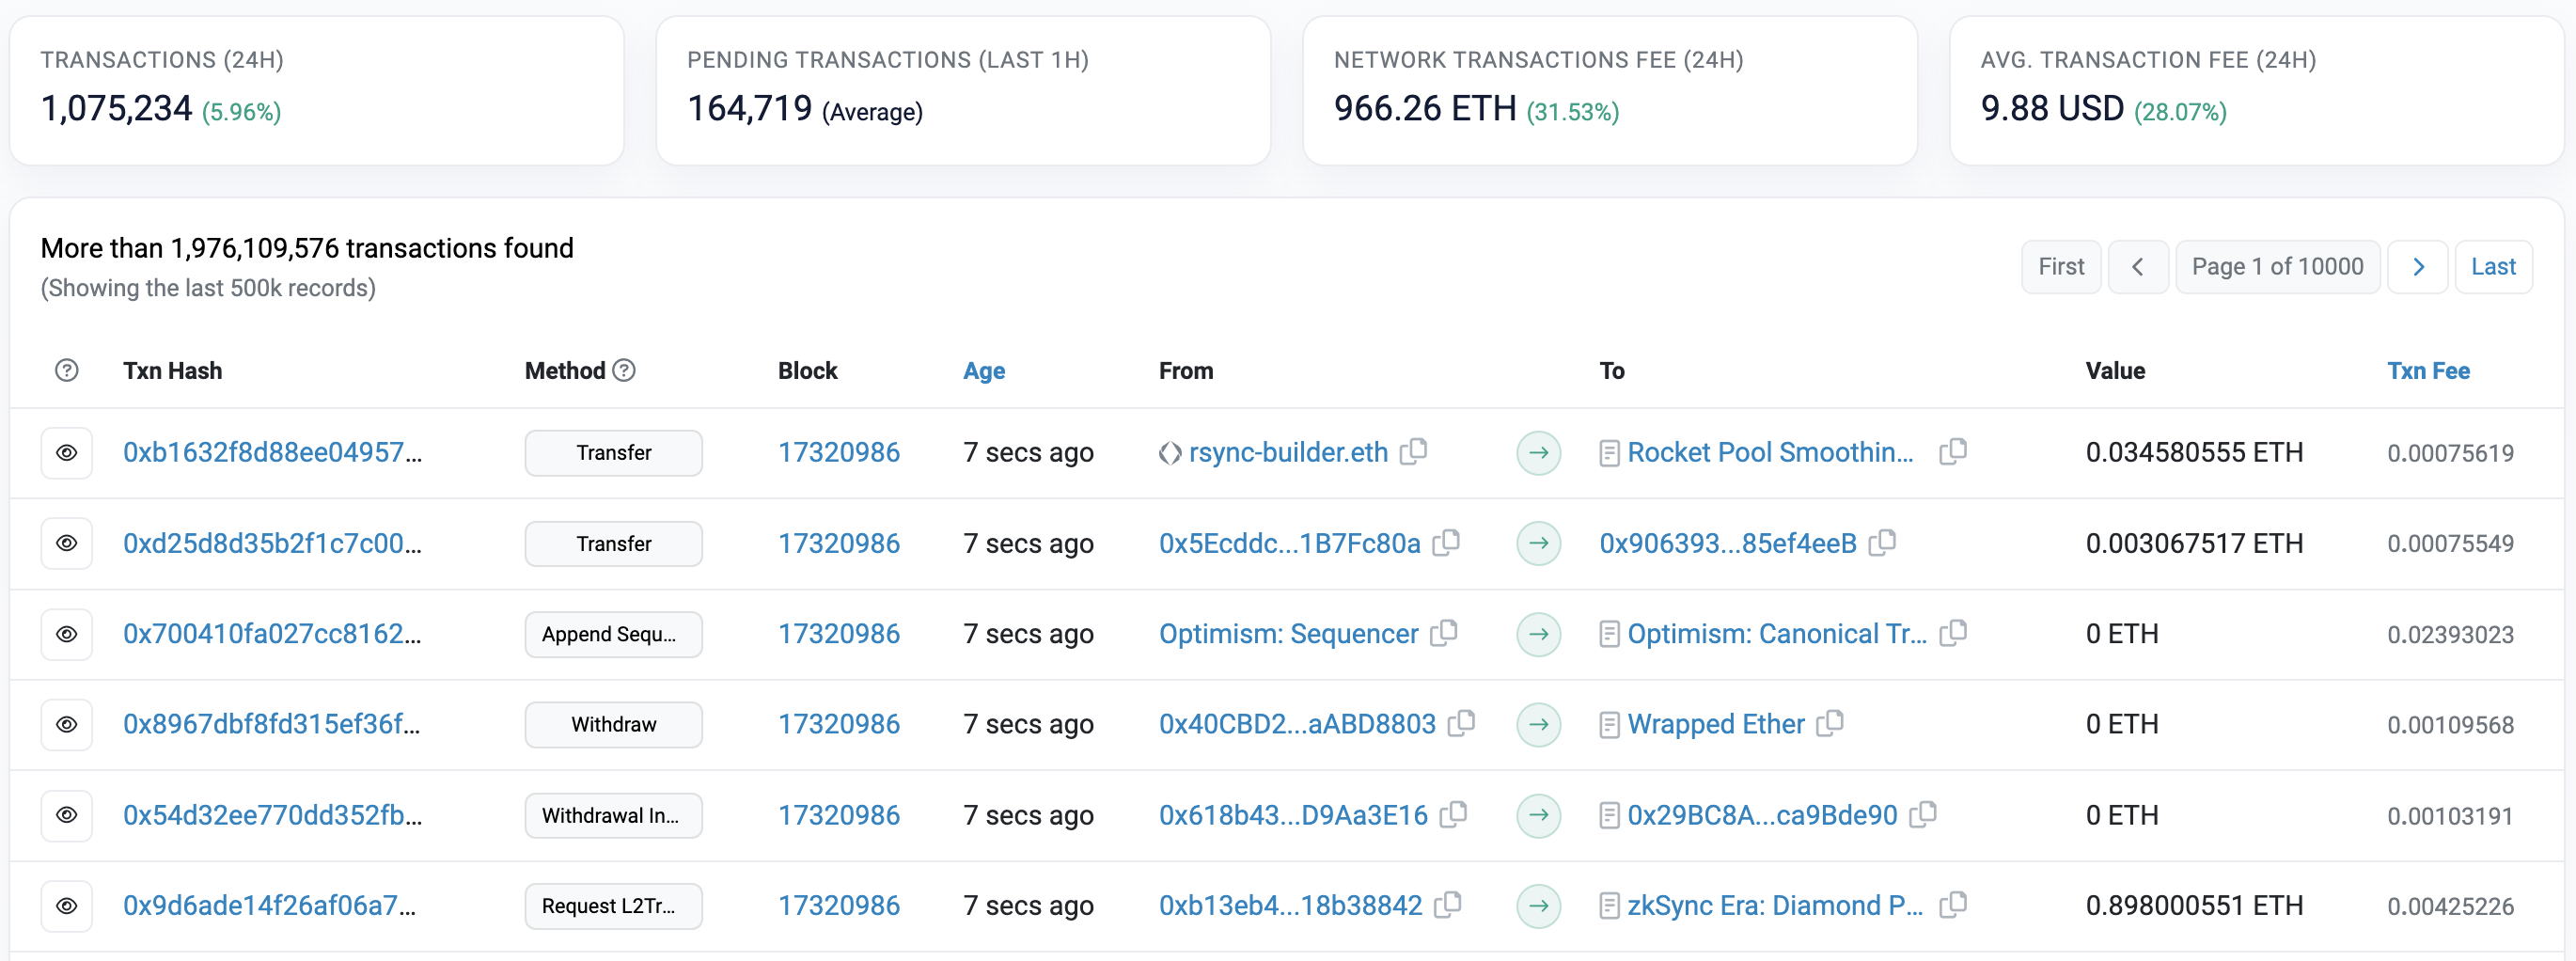 TRANSACTIONS (24H)
1,075,234 (5.96%)
PENDING TRANSACTIONS (LAST 1H)
164,719 (Average)
NETWORK TRANSACTIONS FEE (24H)
966.26 ETH (31.53%)
AVG. TRANSACTION FEE (24H)
9.88 USD (28.07%)
More than 1,976,109,576 transactions found
(Showing the last 500k records)
First Page 1 of 10000 Last
Txn Hash Method Block Age From To Value Txn Fee
0xb1632f8d88ee04957... Transfer 17320986 7 secs ago rsync-builder.eth Rocket Pool Smoothin... 0.034580555 ETH 0.00075619
0xd25d8d35b2f1c7c00... Transfer 17320986 7 secs ago 0x5Ecddc...1B7Fc80a 0x906393...85ef4eeB 0.003067517 ETH 0.00075549
0x700410fa027cc8162... Append Sequ... 17320986 7 secs ago Optimism: Sequencer Optimism: Canonical Tr... 0 ETH 0.02393023
0x8967dbf8fd315ef36f... Withdraw 17320986 7 secs ago 0x40CBD2...aABD8803 Wrapped Ether 0 ETH 0.00109568
0x54d32ee770dd352fb... Withdrawal In... 17320986 7 secs ago 0x618b43...D9Aa3E16 0x29BC8A...ca9Bde90 0 ETH 0.00103191
0x9d6ade14f26af06a7... Request L2Tr... 17320986 7 secs ago 0xb13eb4...18b38842 zkSync Era: Diamond P... 0.898000551 ETH 0.00425226